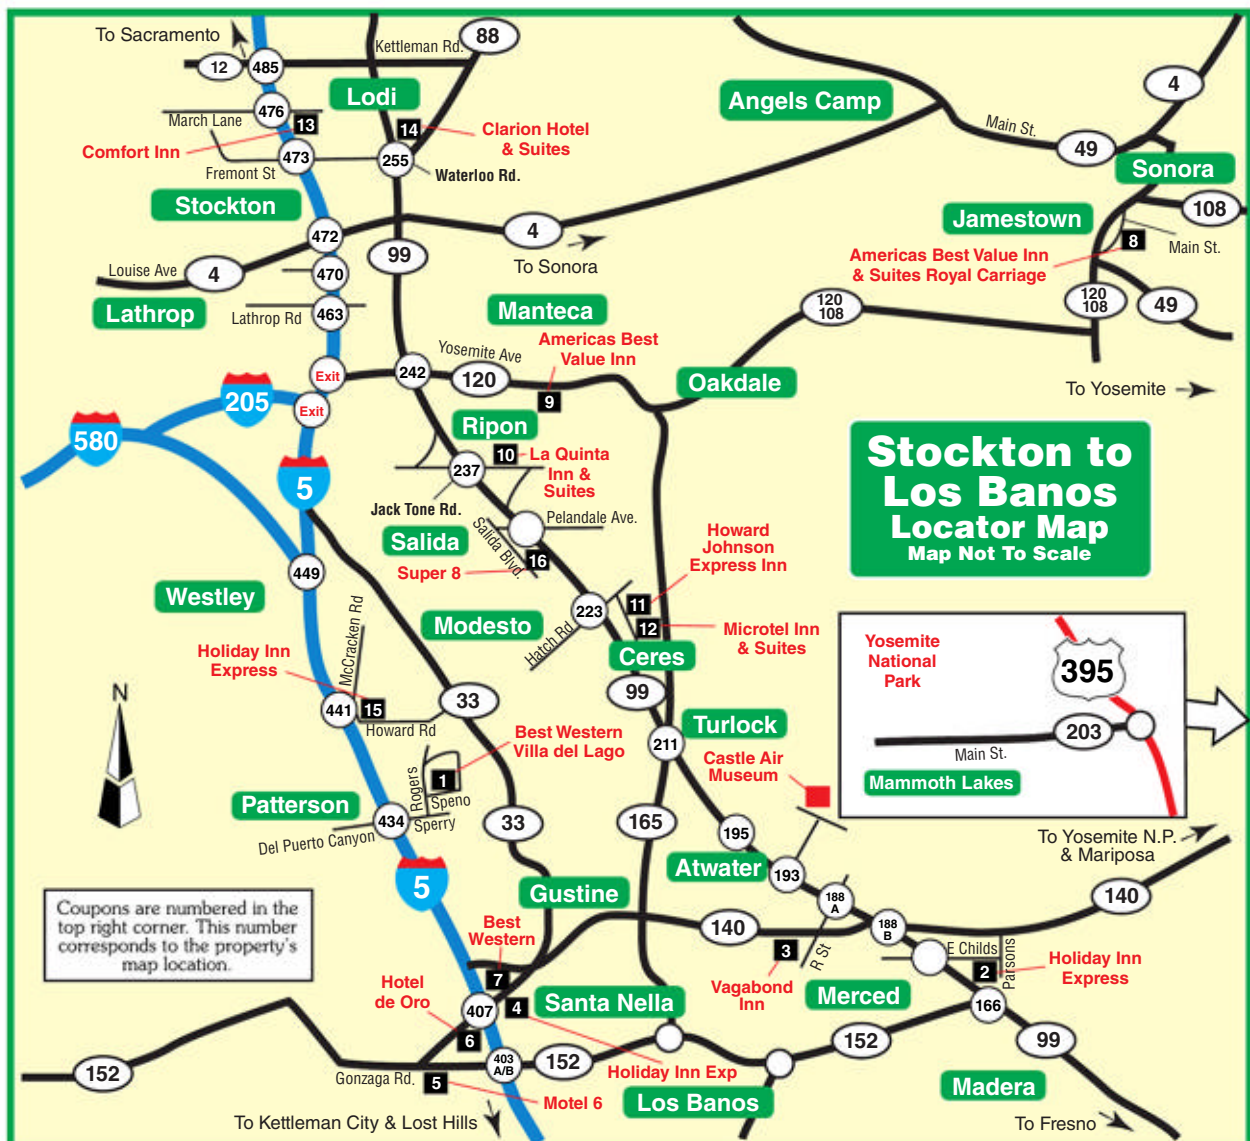 To Sacramento
12
485
Kettleman Rd.
88
Lodi
476
March Lane
13
Comfort Inn
14
Clarion Hotel
& Suites
473
Fremont St
255
Waterloo Rd.
Stockton
Angels Camp
Main St.
49
4
Sonora
108
Jamestown
8
Main St.
Americas Best Value Inn
& Suites Royal Carriage
472
4
To Sonora
99
Louise Ave
4
470
Lathrop
Lathrop Rd
463
Manteca
120
108
120
108
49
Americas Best
Value Inn
Yosemite Ave
Exit
242
120
9
Oakdale
To Yosemite
205
Exit
580
Ripon
10
La Quinta
Inn &
Suites
237
5
Jack Tone Rd.
Pelandale Ave.
Salida
Salida Blvd.
16
Super 8
Stockton to
Los Banos
Locator Map
Map Not To Scale
Howard
Johnson
Express Inn
449
Westley
11
223
12
Microtel Inn
& Suites
Modesto
Hatch Rd
Ceres
McCracken Rd
Holiday Inn
Express
Yosemite
National
Park
395
203
Main St.
Mammoth Lakes
N
99
33
441
15
Howard Rd
Turlock
211
Best Western
Villa del Lago
Castle Air
Museum
Rogers
1
Speno
Patterson
434
Sperry
Del Puerto Canyon
33
165
195
To Yosemite N.P.
& Mariposa
Atwater
193
5
Gustine
188
A
140
Coupons are numbered in the
top right corner. This number
corresponds to the property's
map location.
Best
Western
140
188
B
3
R St
E Childs
Parsons
2
Holiday Inn
Express
7
Vagabond
Inn
Merced
Hotel
de Oro
407
4
Santa Nella
166
6
403
A/B
152
152
99
152
Gonzaga Rd.
5
Holiday Inn Exp
Motel 6
Los Banos
Madera
To Kettleman City & Lost Hills
To Fresno